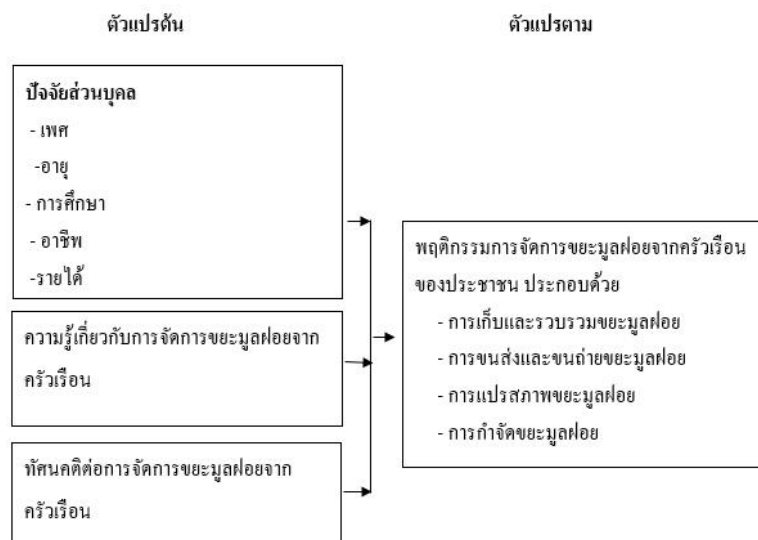 ตัวแปรต้น
ตัวแปรตาม
ปัจจัยส่วนบุคล
- เพศ
-อายุ
- การศึกษา
- อาชีพ
-รายได้
ความรู้เกี่ยวกับการจัดการขยะมูลฝอยจาก
ครัวเรือน
ทัศนคติต่อการจัดการขยะมูลฝอยจาก
ครัวเรือน
พฤติกรรมการจัดการขยะมูลฝอยจากครัวเรือน
ของประชาชน ประกอบด้วย
- การเก็บและรวบรวมขยะมูลฝอย
- การขนส่งและขนถ่ายขยะมูลฝอย
- การแปรสภาพขยะมูลฝอย
- การกำจัดขยะมูลฝอย